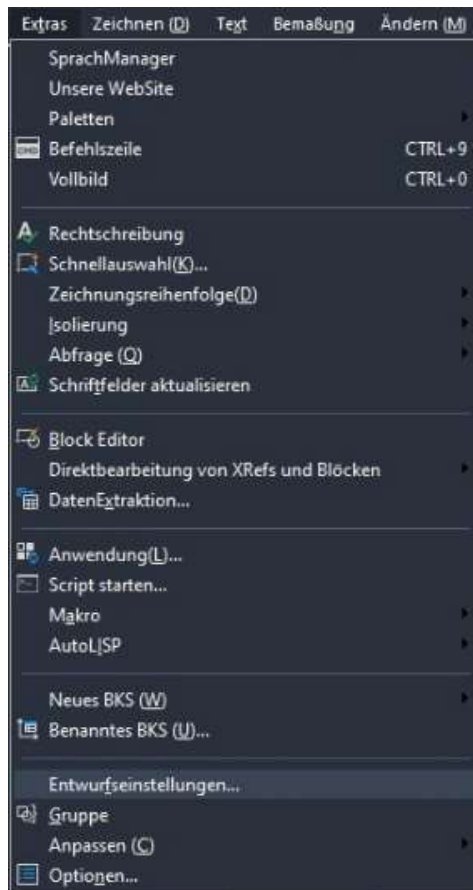 Extras Zeichnen (D) Text Bemaßung Ändern (M)
SprachManager
Unsere WebSite
Paletten
Befehlszeile CTRL+9
Vollbild CTRL+0
Rechtschreibung
Schnellauswahl(K)...
Zeichnungsreihenfolge(D)
Isolierung
Abfrage (Q)
Schriftfelder aktualisieren
Block Editor
Direktbearbeitung von XRefs und Blöcken
DatenExtraktion...
Anwendung(L)...
Script starten...
Makro
AutoLISP
Neues BKS (W)
Benanntes BKS (U)...
Entwurfseinstellungen...
Gruppe
Anpassen (C)
Optionen...